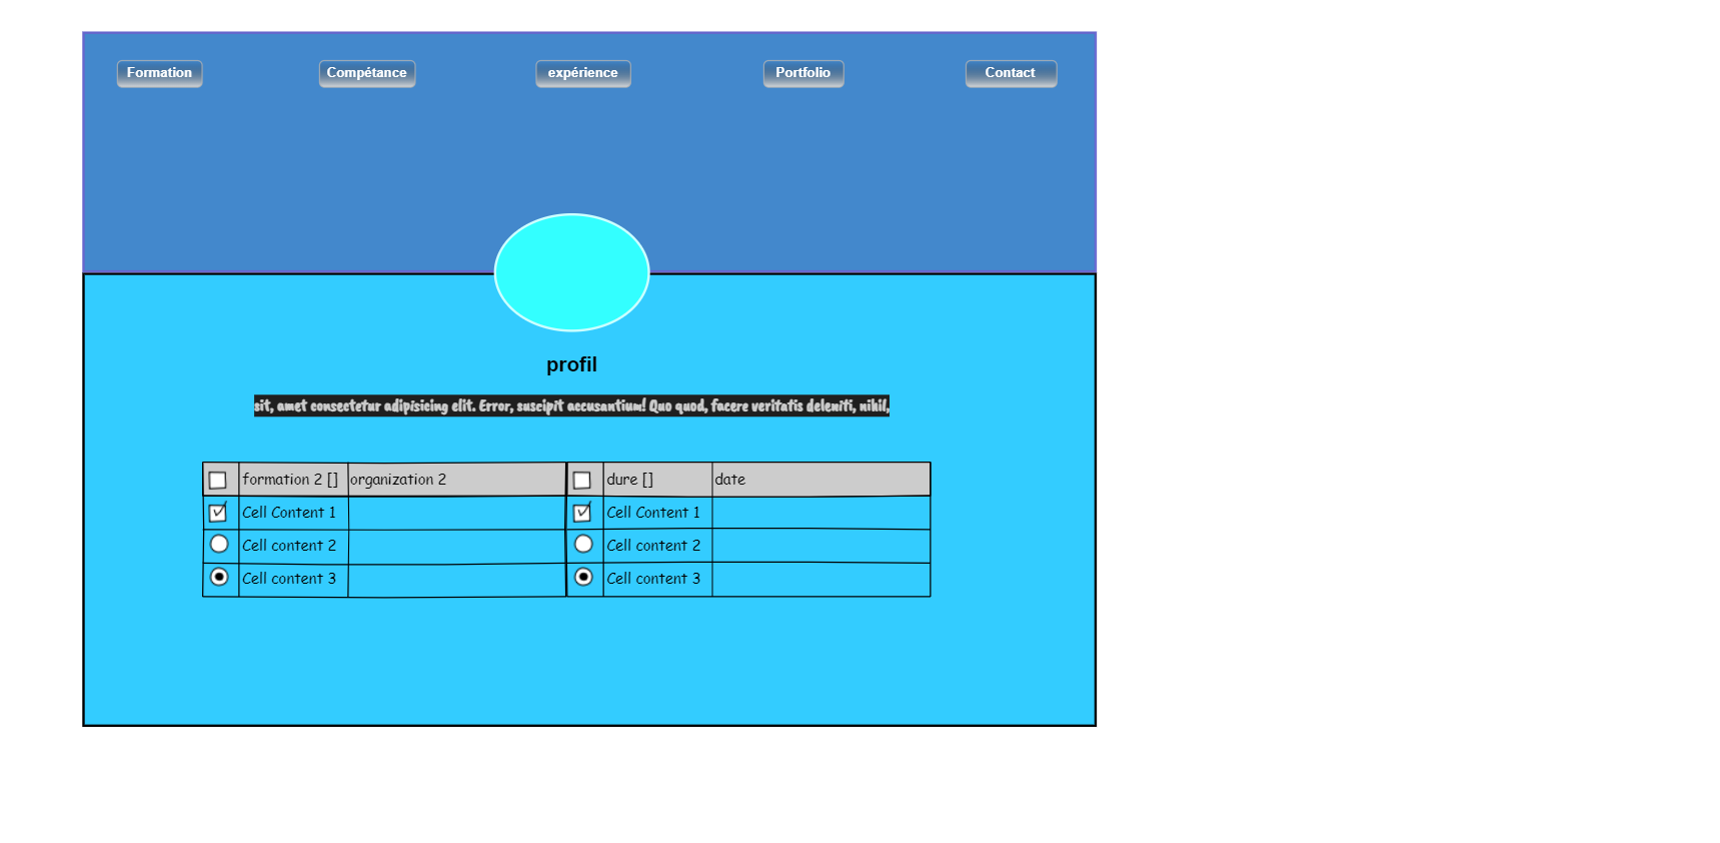 Formation Compétance expérience Portfolio Contact
profil
sit, amet consectetur adipisicing elit. Error, suscipit accusantium! Quo quod, facere veritatis deleniti, nihil,
formation 2 [] organization 2 dure [] date
Cell Content 1 Cell Content 1
Cell content 2 Cell content 2
Cell content 3 Cell content 3